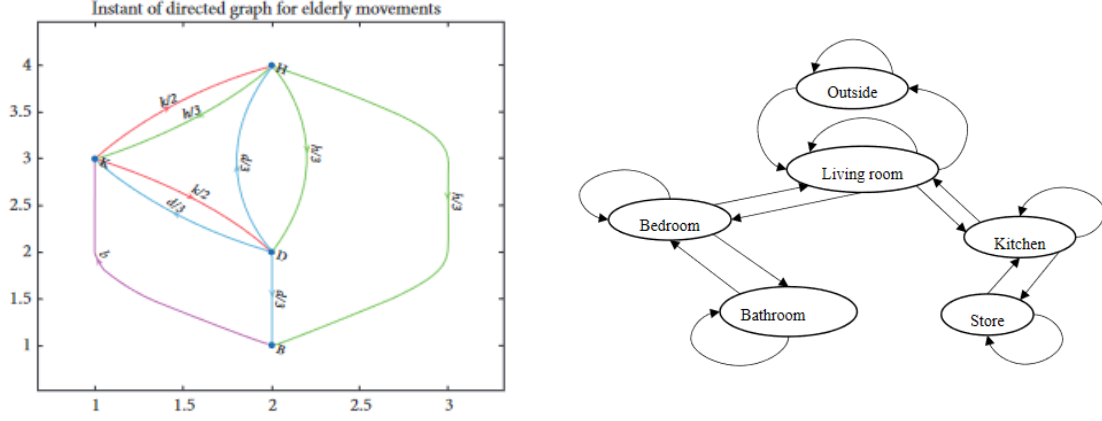 Instant of directed graph for elderly movements
4
3.5
3
2.5
2
1.5
1
1
1.5
2
2.5
3
H
K
D
B
k/2
h/3
d/3
h/3
h/3
k/2
d/3
d/3
b
Outside
Living room
Bedroom
Kitchen
Bathroom
Store